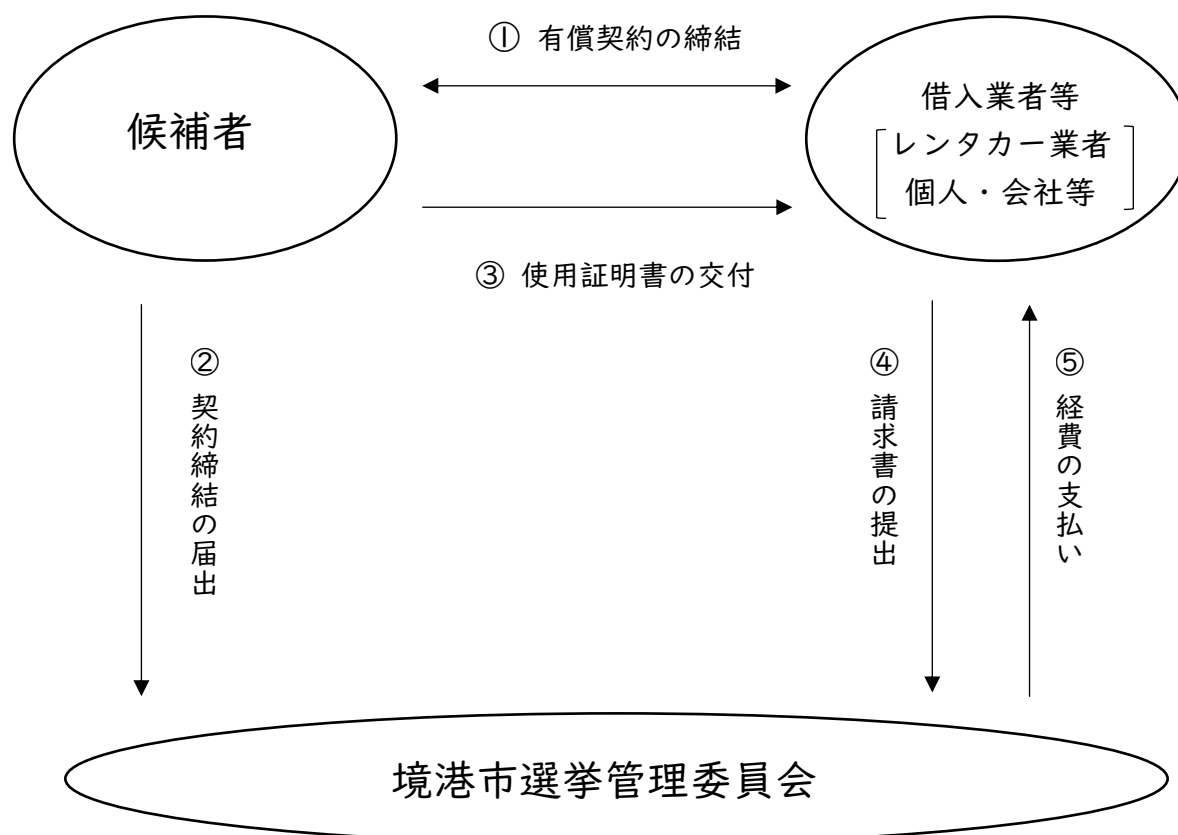 ① 有償契約の締結
候補者
借入業者等
レンタカー業者
個人・会社等
③ 使用証明書の交付
② 契約締結の届出
④ 請求書の提出
⑤ 経費の支払い
境港市選挙管理委員会